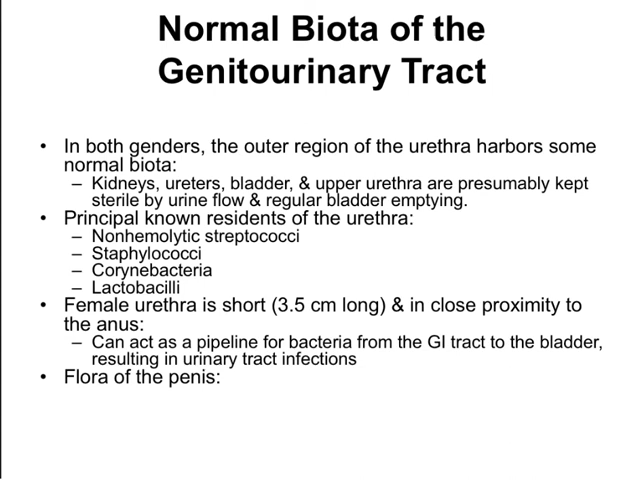 Normal Biota of the
Genitourinary Tract
• In both genders, the outer region of the urethra harbors some
normal biota:
– Kidneys, ureters, bladder, & upper urethra are presumably kept
sterile by urine flow & regular bladder emptying.
• Principal known residents of the urethra:
– Nonhemolytic streptococci
– Staphylococci
– Corynebacteria
– Lactobacilli
• Female urethra is short (3.5 cm long) & in close proximity to
the anus:
– Can act as a pipeline for bacteria from the GI tract to the bladder,
resulting in urinary tract infections
• Flora of the penis: